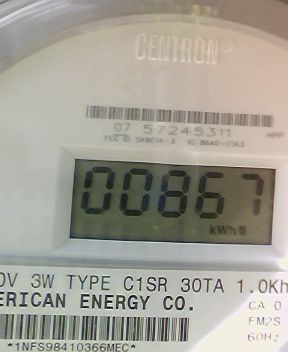 CENTRON®
07 57245311
00867
kWh
0V 3W TYPE C1SR 30TA 1.0Kh
ERICAN ENERGY CO.
CA 0.
FM2S
60Hz
*1NFS98410366MEC*